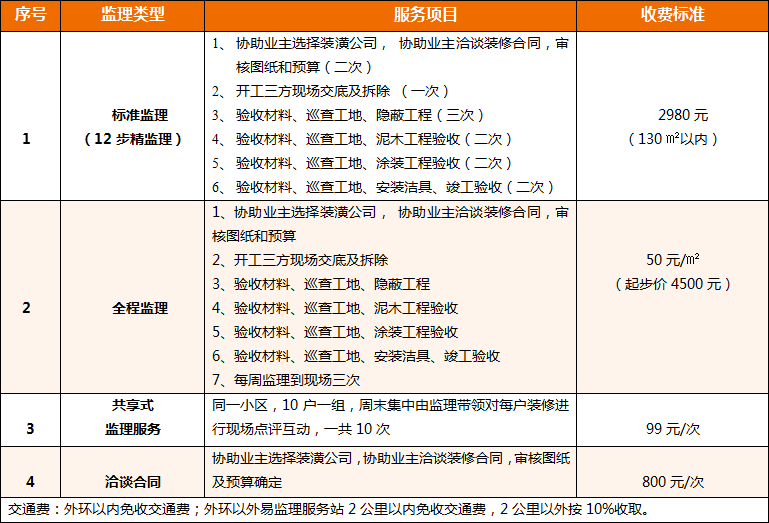 序号 监理类型 服务项目 收费标准
1
标准监理
（12步精监理）
1、 协助业主选择装潢公司， 协助业主洽谈装修合同，审
核图纸和预算（二次）
2、 开工三方现场交底及拆除 （一次）
3、 验收材料、巡查工地、隐蔽工程（三次）
4、 验收材料、巡查工地、泥木工程验收（二次）
5、 验收材料、巡查工地、涂装工程验收（二次）
6、 验收材料、巡查工地、安装洁具、竣工验收（二次）
2980 元
（130 ㎡以内）
2
全程监理
1、协助业主选择装潢公司， 协助业主洽谈装修合同，审
核图纸和预算
2、开工三方现场交底及拆除
3、验收材料、巡查工地、隐蔽工程
4、验收材料、巡查工地、泥木工程验收
5、验收材料、巡查工地、涂装工程验收
6、验收材料、巡查工地、安装洁具、竣工验收
7、每周监理到现场三次
50 元/㎡
（起步价 4500 元）
3
共享式
监理服务
同一小区，10 户一组，周末集中由监理带领对每户装修进
行现场点评互动，一共 10 次
99 元/次
4
洽谈合同
协助业主选择装潢公司，协助业主洽谈装修合同，审核图纸
及预算确定
800 元/次
交通费：外环以内免收交通费；外环以外易监理服务站 2 公里以内免收交通费，2 公里以外按 10%收取。